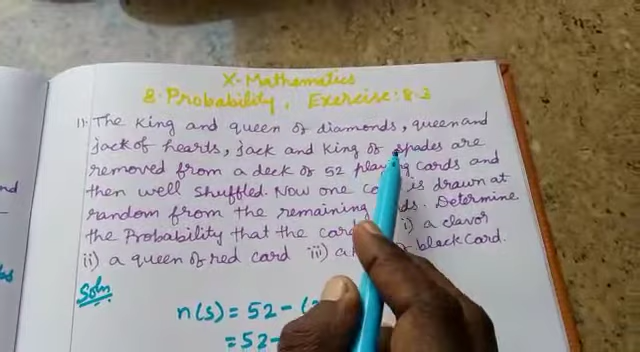 X-Mathematics
8. Probability, Exercise: 8.3
11. The king and queen of diamonds, queen and
jack of hearts, jack and king of spades are
removed from a deck of 52 playing cards and
then well shuffled. Now one is drawn at
random from the remaining Determine
the Probability that the card i) a clavor
ii) a queen of red card iii) a black card.
Soln
n(s) = 52 - (
= 52 -
nd